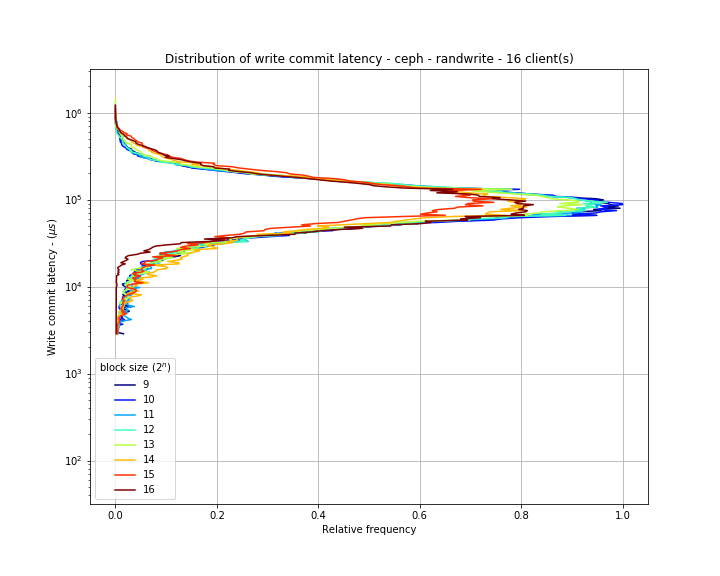 Distribution of write commit latency - ceph - randwrite - 16 client(s)
Write commit latency - (μs)
10⁶
10⁵
10⁴
10³
10²
block size (2ⁿ)
9
10
11
12
13
14
15
16
0.0 0.2 0.4 0.6 0.8 1.0
Relative frequency